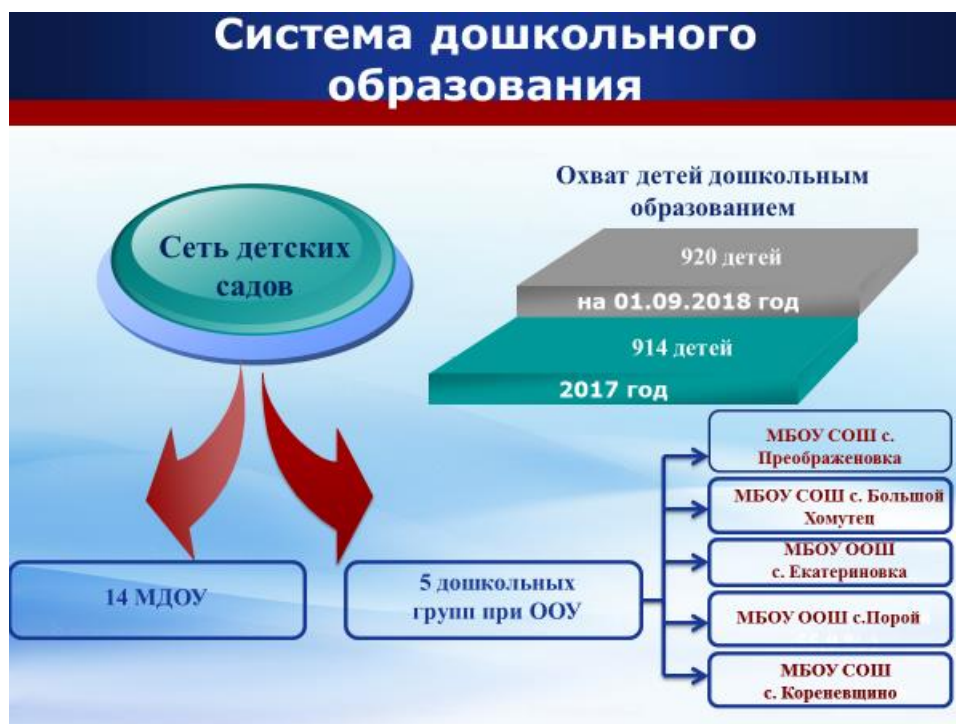 Система дошкольного
образования
Охват детей дошкольным
образованием
Сеть детских
садов
920 детей
на 01.09.2018 год
914 детей
2017 год
14 МДОУ
5 дошкольных
групп при ООУ
МБОУ СОШ с.
Преображеновка
МБОУ СОШ с. Большой
Хомутец
МБОУ ООШ
с. Екатериновка
МБОУ ООШ с.Порой
МБОУ СОШ
с. Кореневщино